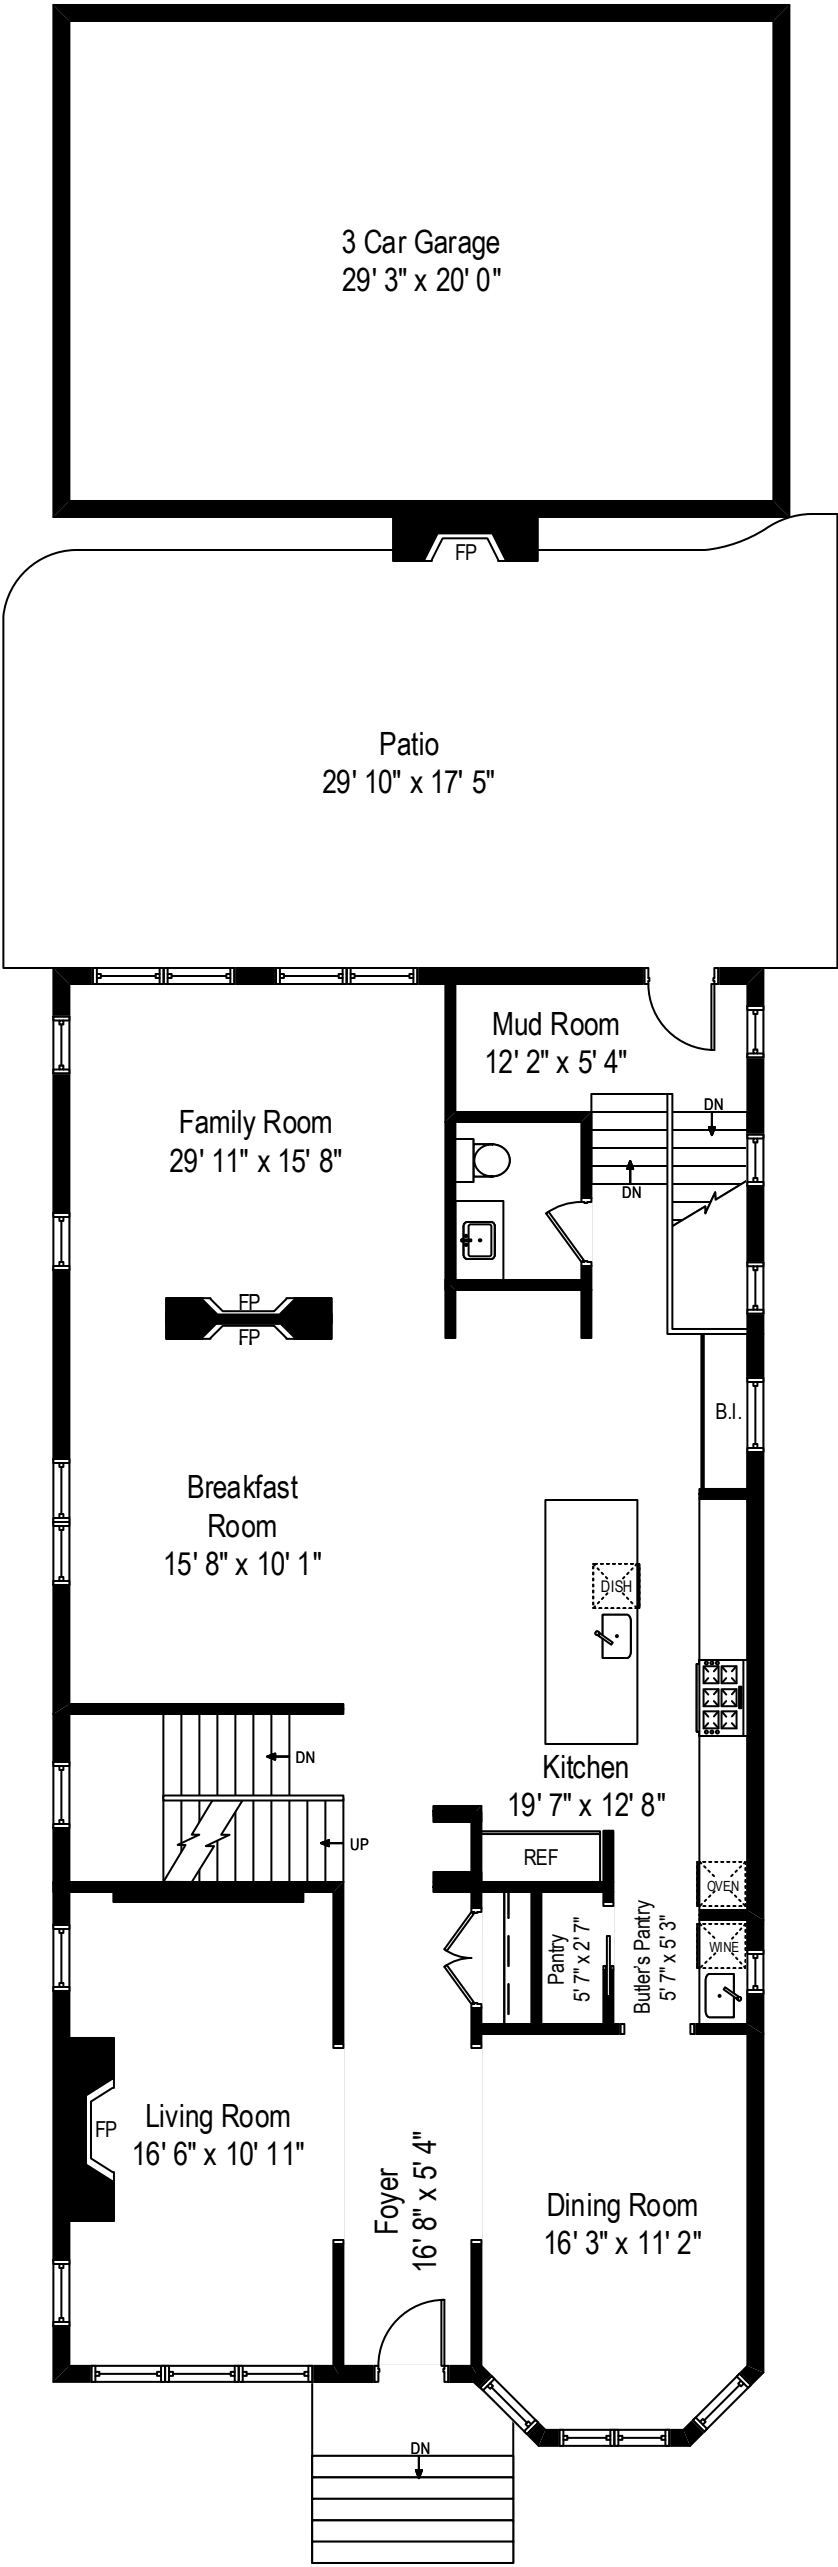 3 Car Garage
29' 3" x 20' 0"
FP
Patio
29' 10" x 17' 5"
Mud Room
12' 2" x 5' 4"
DN
DN
Family Room
29' 11" x 15' 8"
FP
FP
B.I.
Breakfast
Room
15' 8" x 10' 1"
DISH
Kitchen
19' 7" x 12' 8"
DN
UP
REF
OVEN
Pantry
5' 7" x 2' 7"
Butler's Pantry
5' 7" x 5' 3"
WINE
FP
Living Room
16' 6" x 10' 11"
Foyer
16' 8" x 5' 4"
Dining Room
16' 3" x 11' 2"
DN